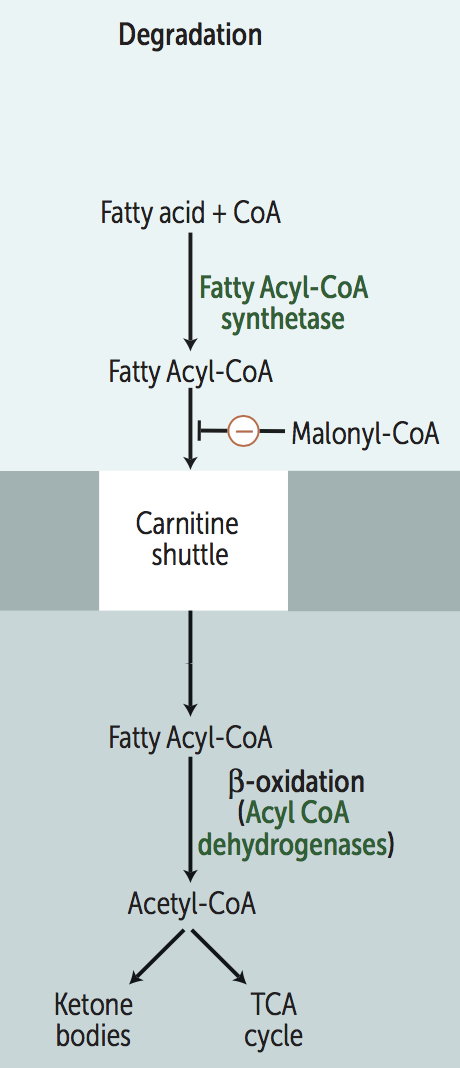 Degradation
Fatty acid + CoA
Fatty Acyl-CoA
synthetase
Fatty Acyl-CoA
Malonyl-CoA
Carnitine
shuttle
Fatty Acyl-CoA
β-oxidation
(Acyl CoA
dehydrogenases)
Acetyl-CoA
Ketone
bodies
TCA
cycle